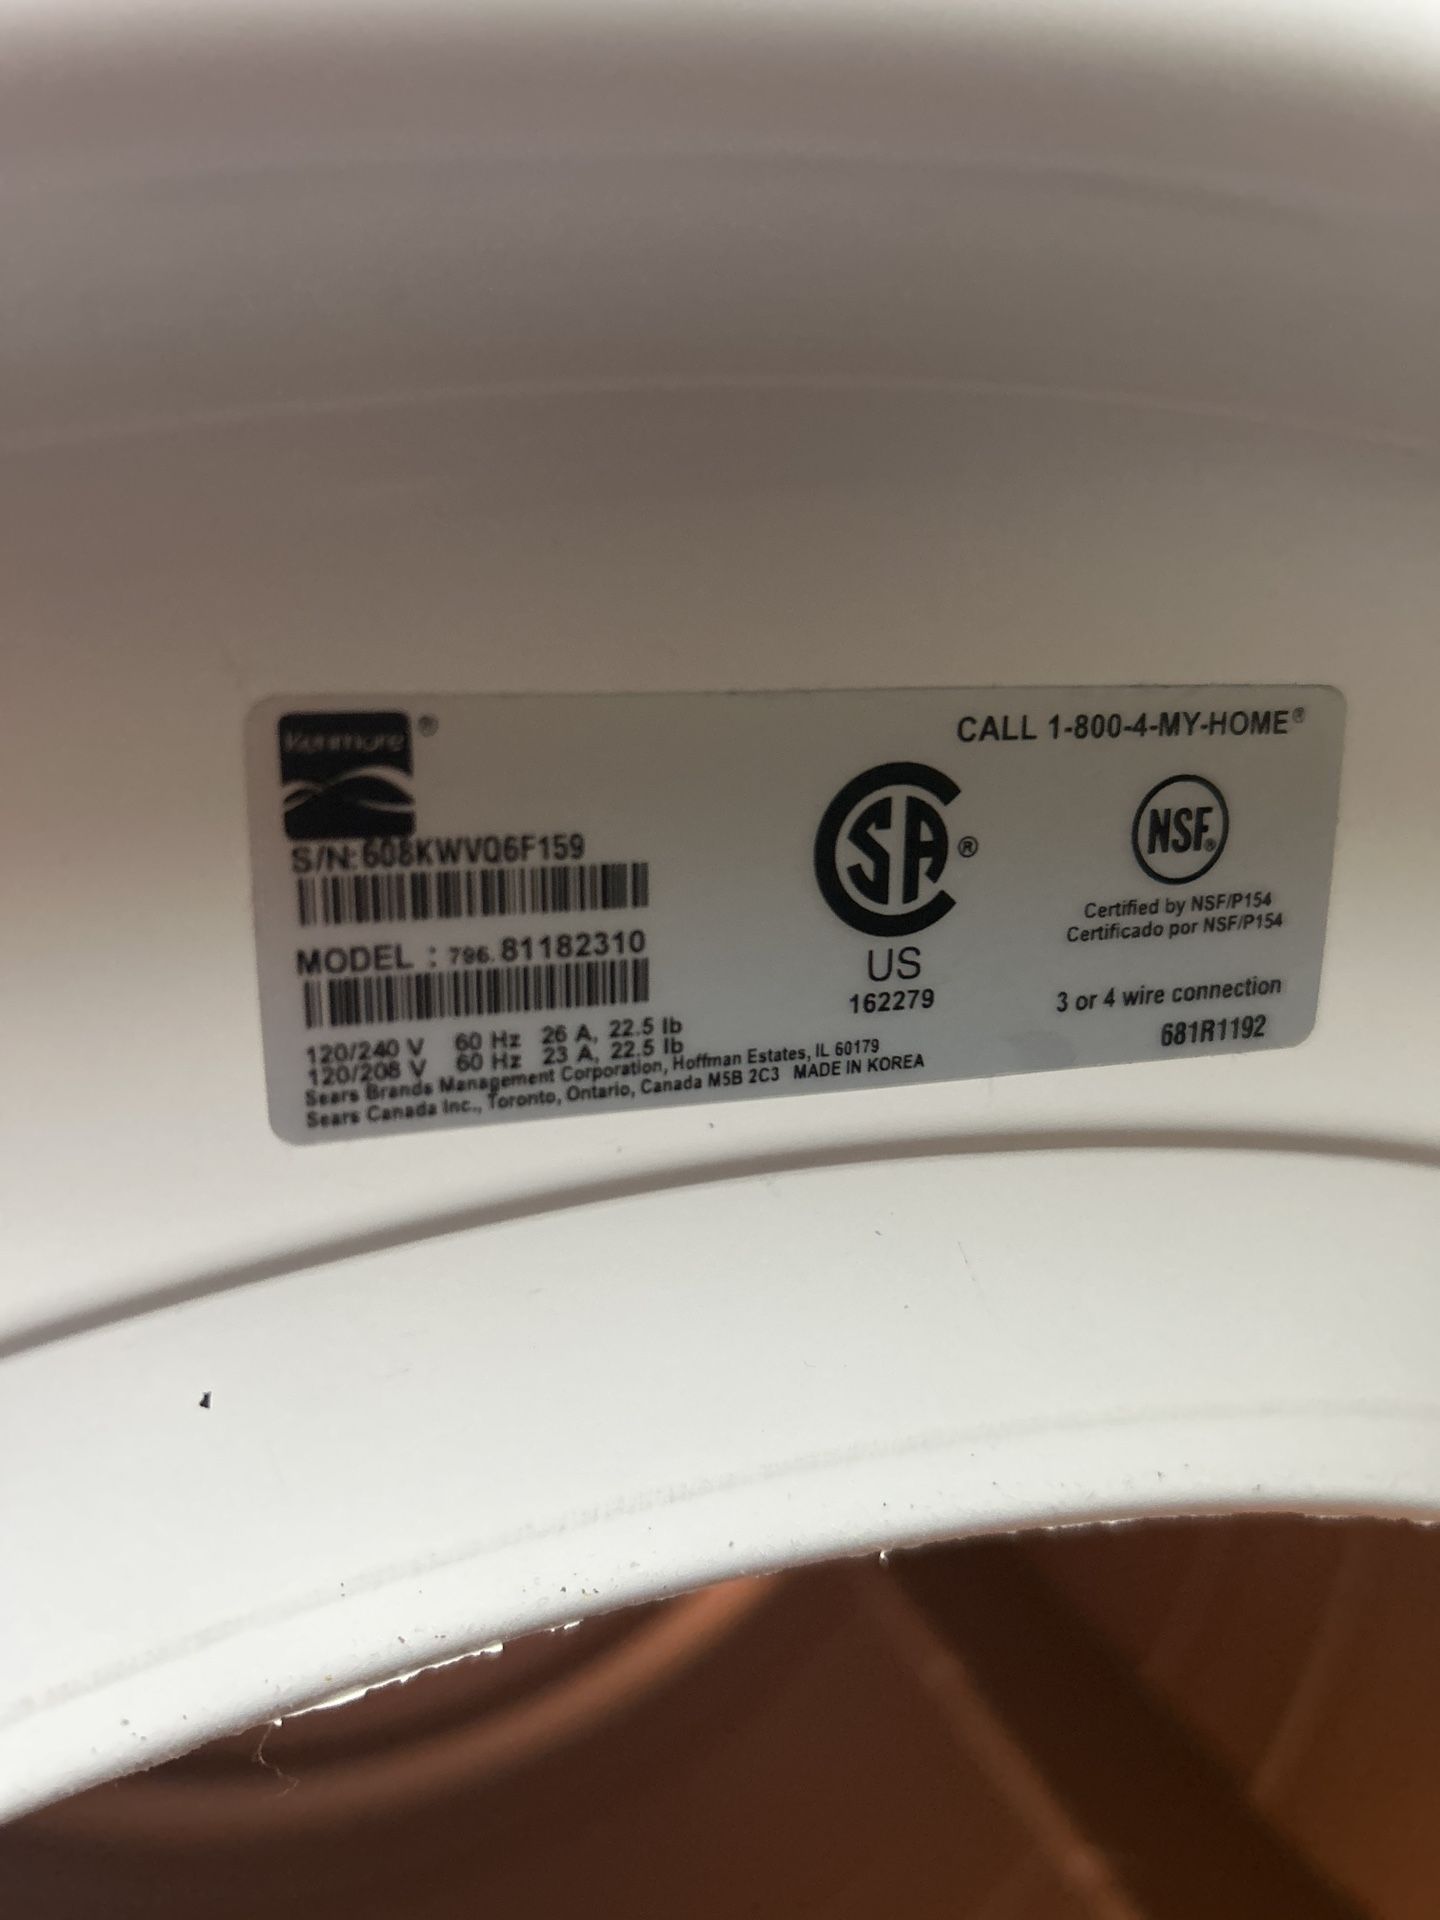 Kenmore ®
CALL 1-800-4-MY-HOME®
S/N: 608KWVQ6F159
MODEL : 796.81182310
120/240 V 60 Hz 26 A, 22.5 lb
120/208 V 60 Hz 23 A, 22.5 lb
Sears Brands Management Corporation, Hoffman Estates, IL 60179
Sears Canada Inc., Toronto, Ontario, Canada M5B 2C3 MADE IN KOREA
CSA ®
US
162279
NSF®
Certified by NSF/P154
Certificado por NSF/P154
3 or 4 wire connection
681R1192